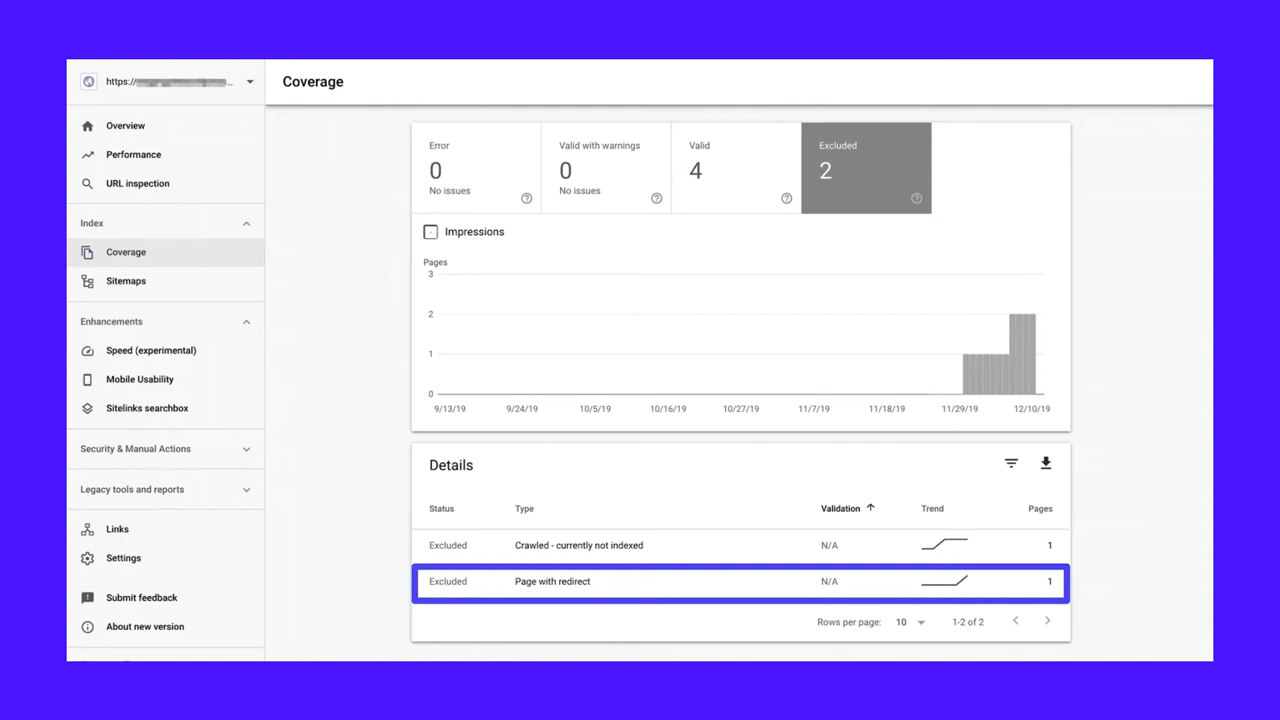 https://
Coverage
Overview
Performance
URL inspection
Index
Coverage
Sitemaps
Enhancements
Speed (experimental)
Mobile Usability
Sitelinks searchbox
Security & Manual Actions
Legacy tools and reports
Links
Settings
Submit feedback
About new version
Error
0
No issues
Valid with warnings
0
No issues
Valid
4
Excluded
2
Impressions
Pages
3
2
1
0
9/13/19 9/24/19 10/5/19 10/16/19 10/27/19 11/7/19 11/18/19 11/29/19 12/10/19
Details
Status Type Validation Trend Pages
Excluded Crawled - currently not indexed N/A 1
Excluded Page with redirect N/A 1
Rows per page: 10 1-2 of 2